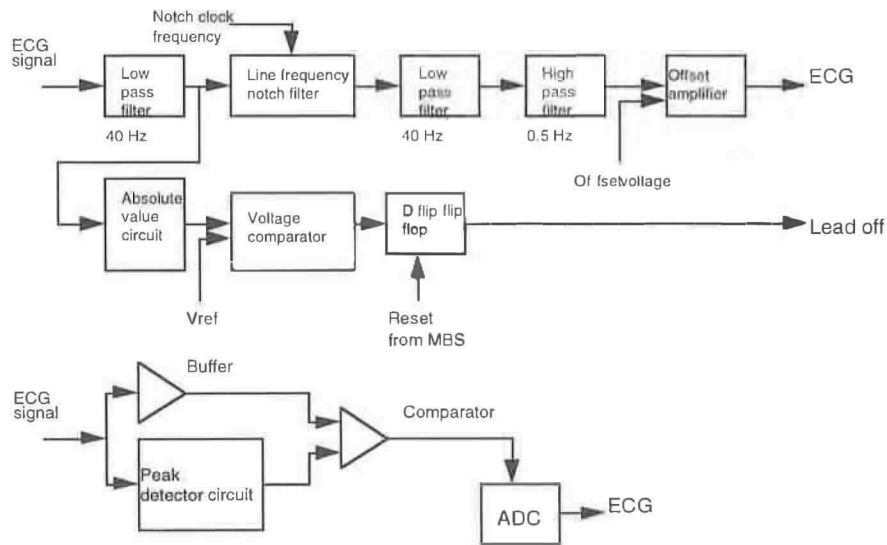 Notch clock
frequency
ECG
signal
Low
pass
filter
40 Hz
Line frequency
notch filter
Low
pass
filter
40 Hz
High
pass
filter
0.5 Hz
Offset
amplifier
ECG
Of fsetvoltage
Absolute
value
circuit
Voltage
comparator
D flip flip
flop
Lead off
Vref
Reset
from MBS
Buffer
ECG
signal
Comparator
Peak
detector circuit
ADC
ECG